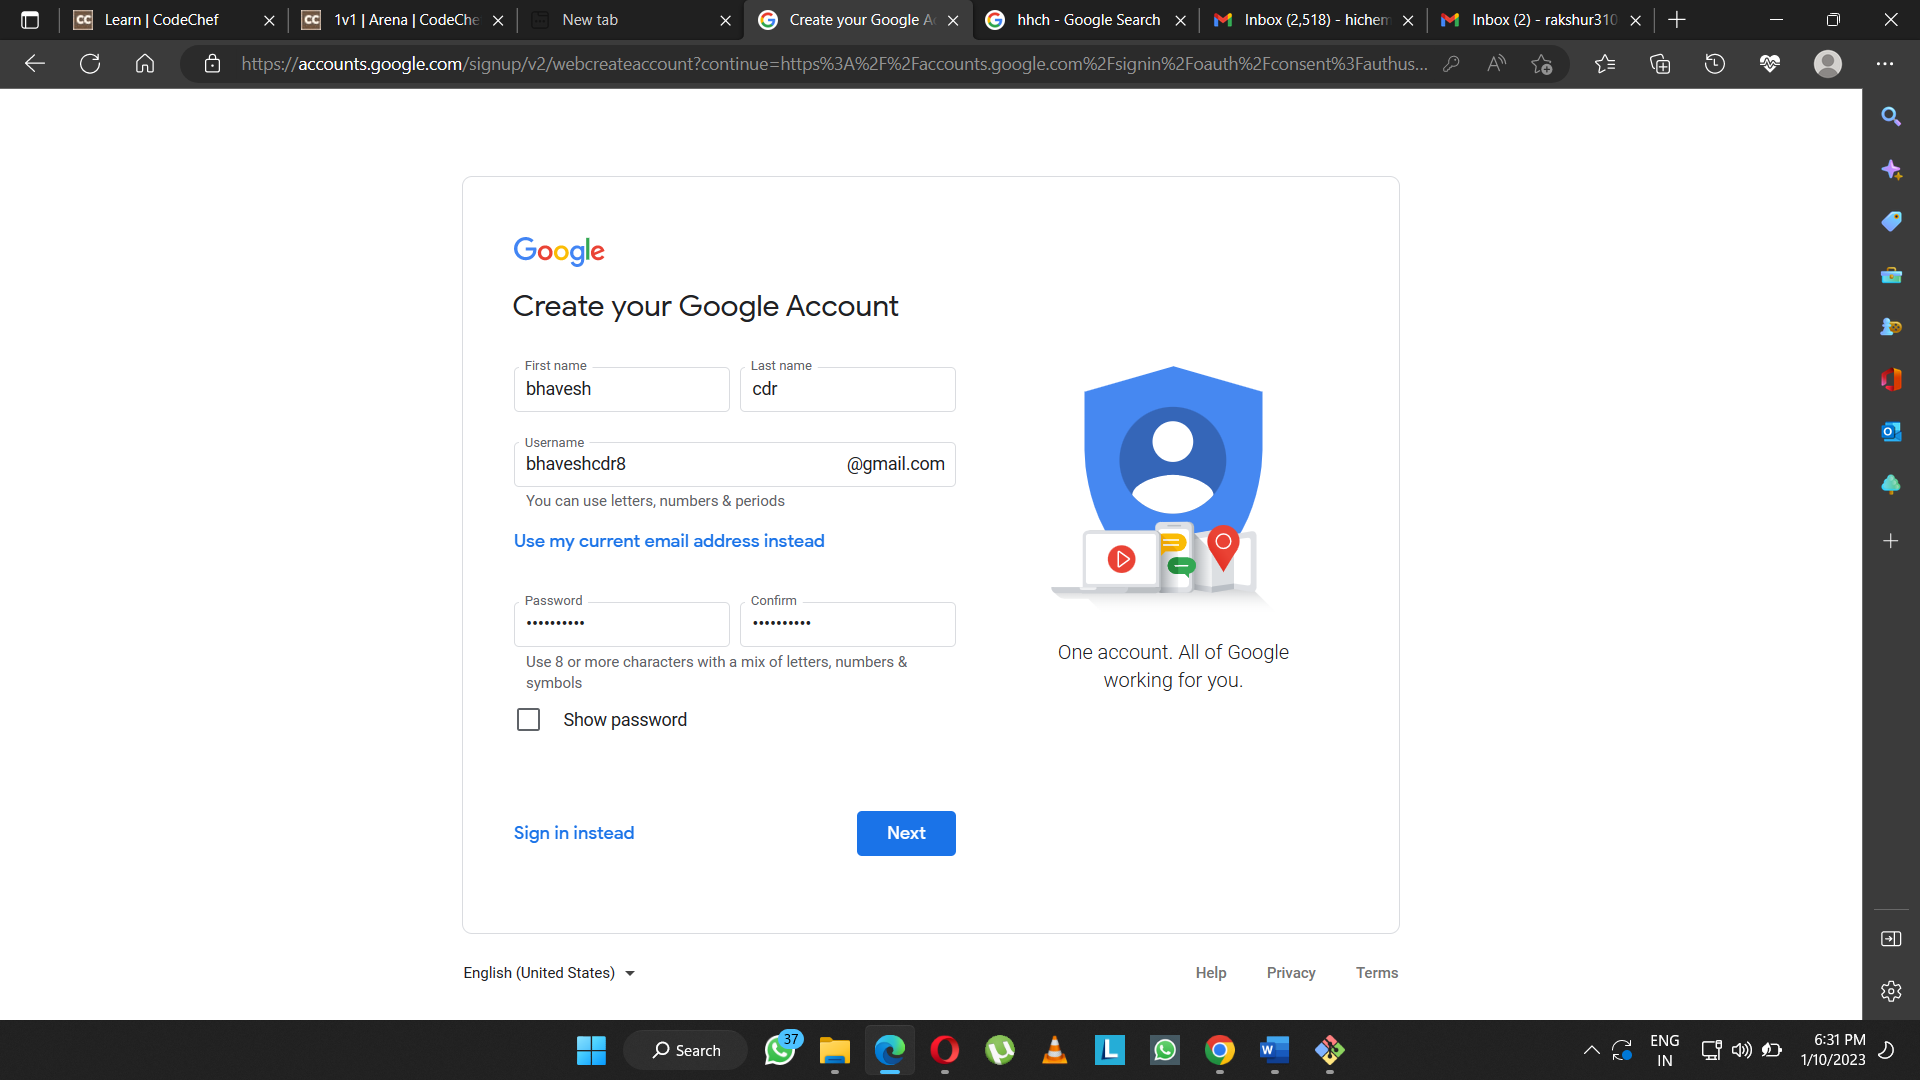 Learn | CodeChef
1v1 | Arena | CodeChe
New tab
Create your Google A
hhch - Google Search
Inbox (2,518) - hichem
Inbox (2) - rakshur310
https://accounts.google.com/signup/v2/webcreateaccount?continue=https%3A%2F%2Faccounts.google.com%2Fsignin%2Foauth%2Fconsent%3Fauthus...
Google
Create your Google Account
First name
bhavesh
Last name
cdr
Username
bhaveshcdr8
@gmail.com
You can use letters, numbers & periods
Use my current email address instead
Password
••••••••••
Confirm
••••••••••
Use 8 or more characters with a mix of letters, numbers &
symbols
Show password
Sign in instead
Next
One account. All of Google
working for you.
English (United States)
Help
Privacy
Terms
37
Search
ENG
IN
6:31 PM
1/10/2023